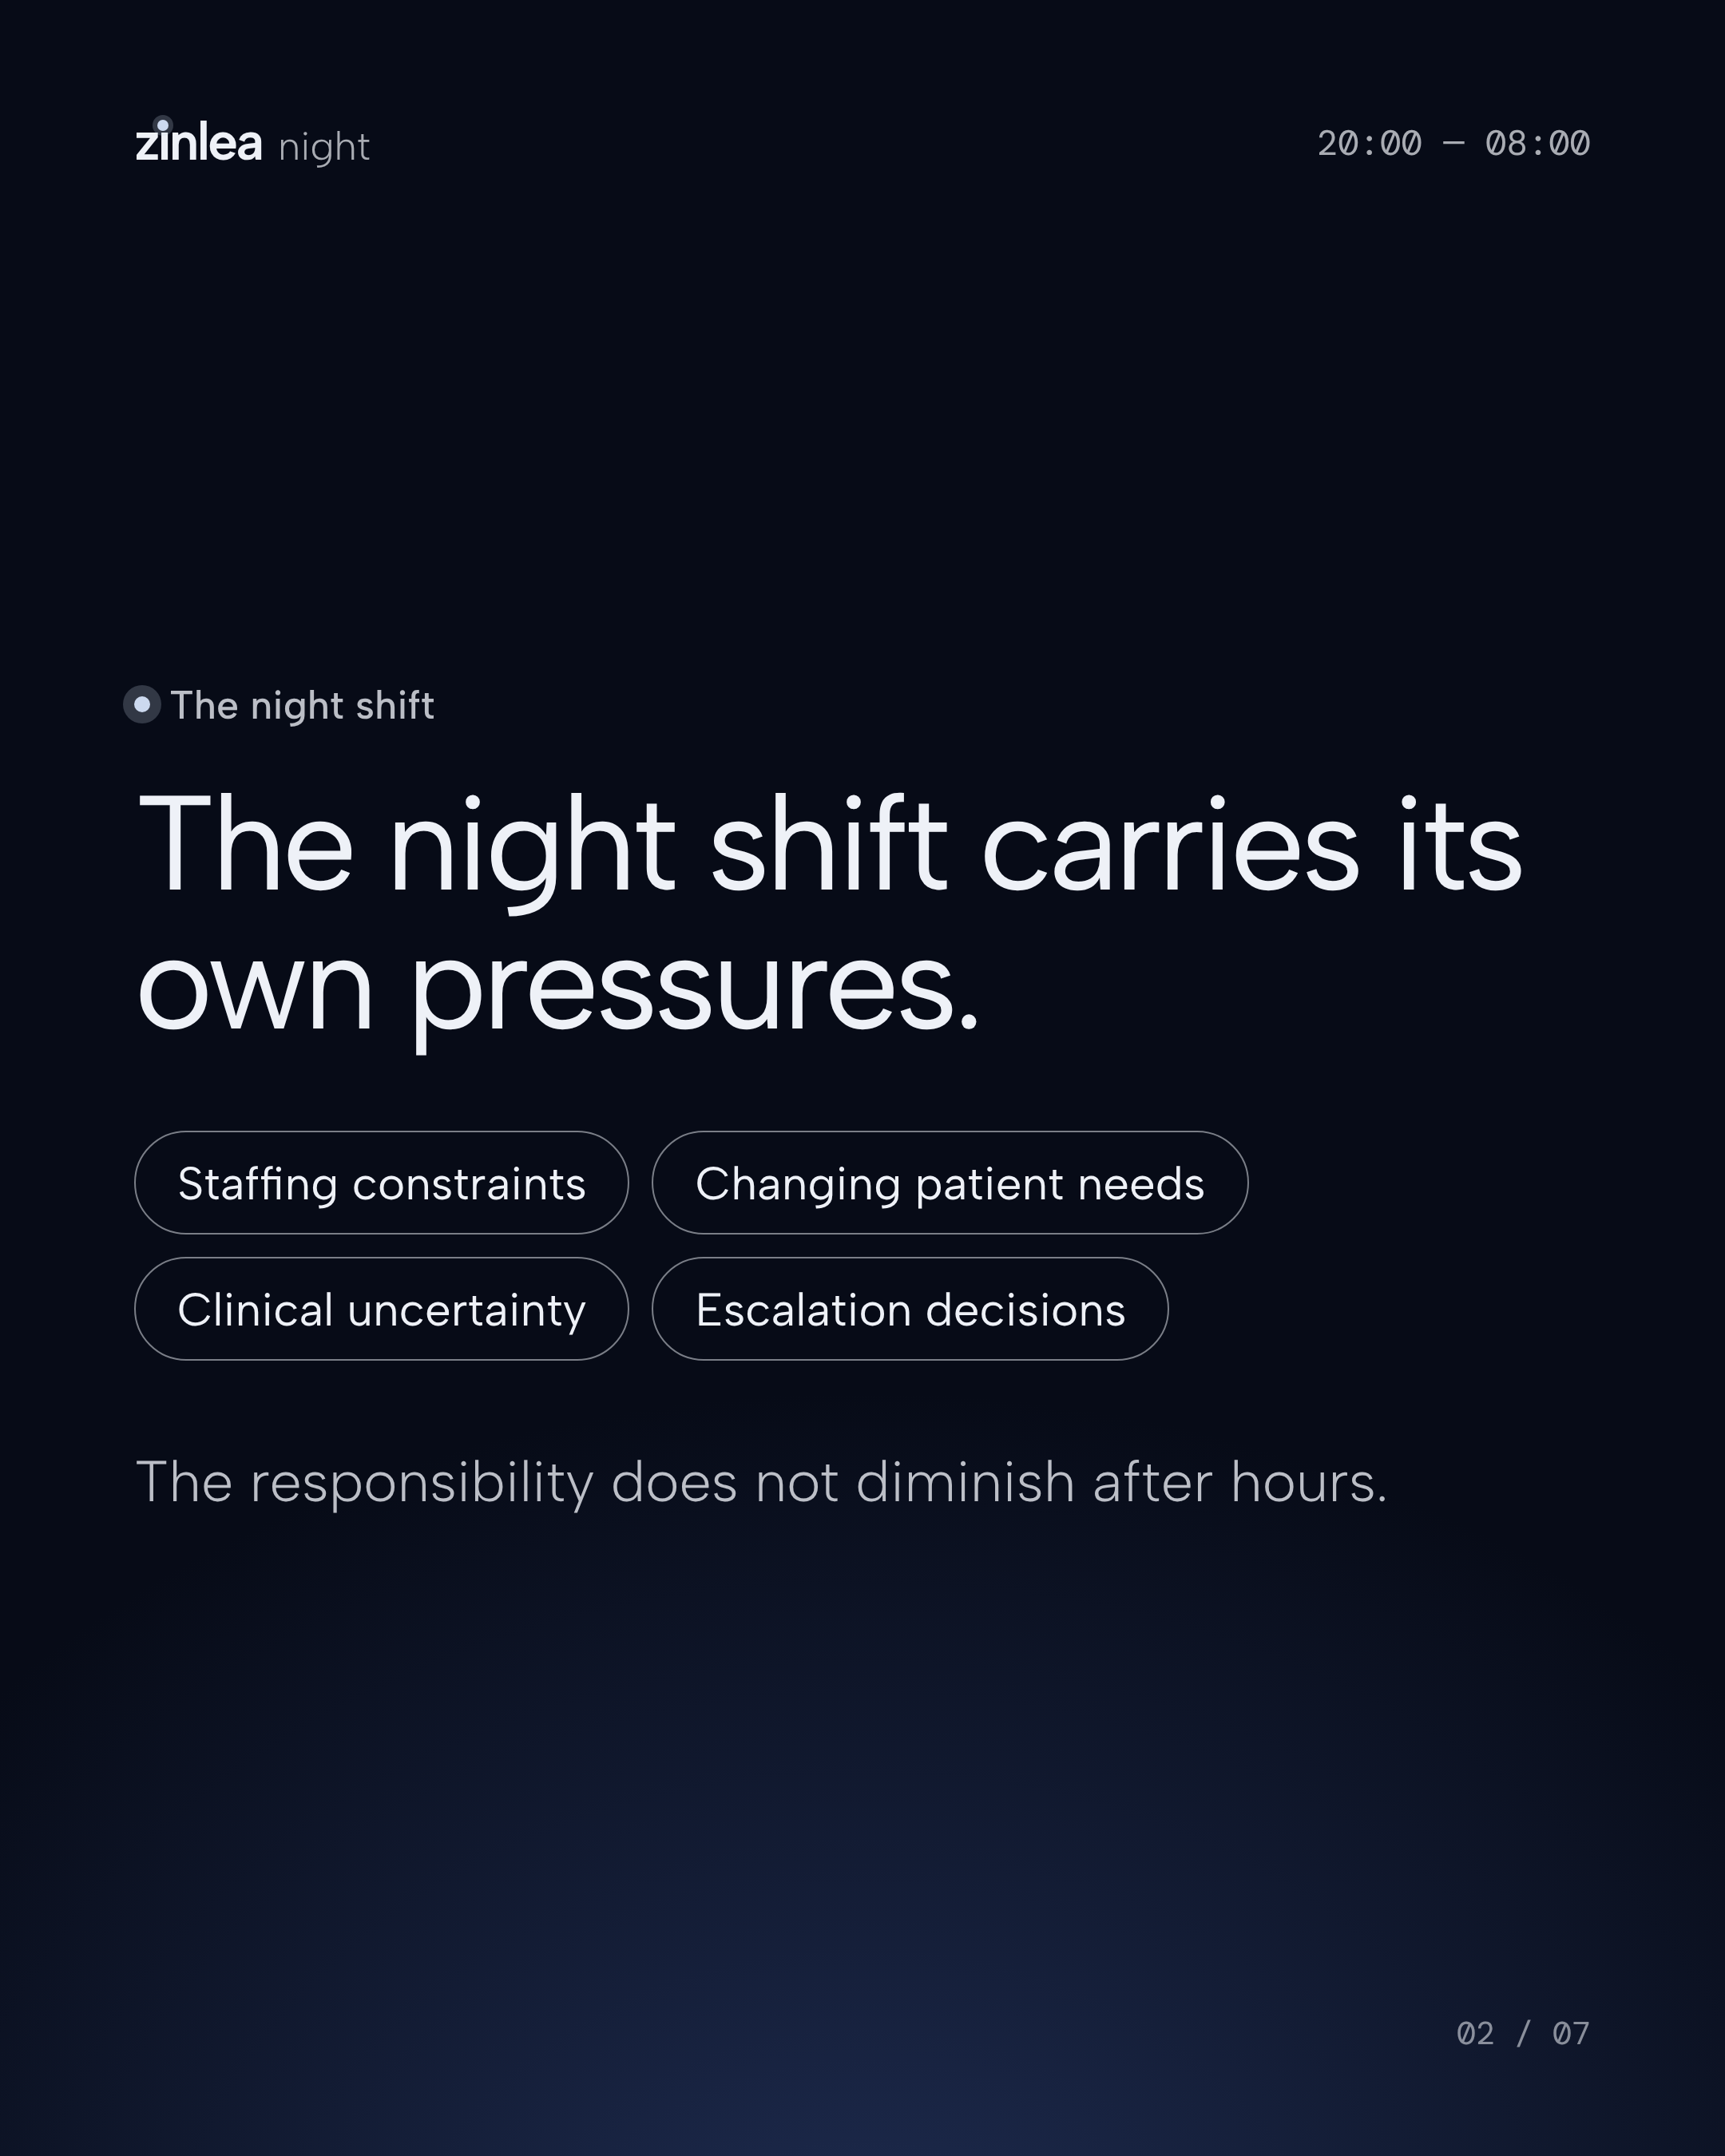 zinlea night
20:00 — 08:00
The night shift
The night shift carries its
own pressures.
Staffing constraints
Changing patient needs
Clinical uncertainty
Escalation decisions
The responsibility does not diminish after hours.
02 / 07